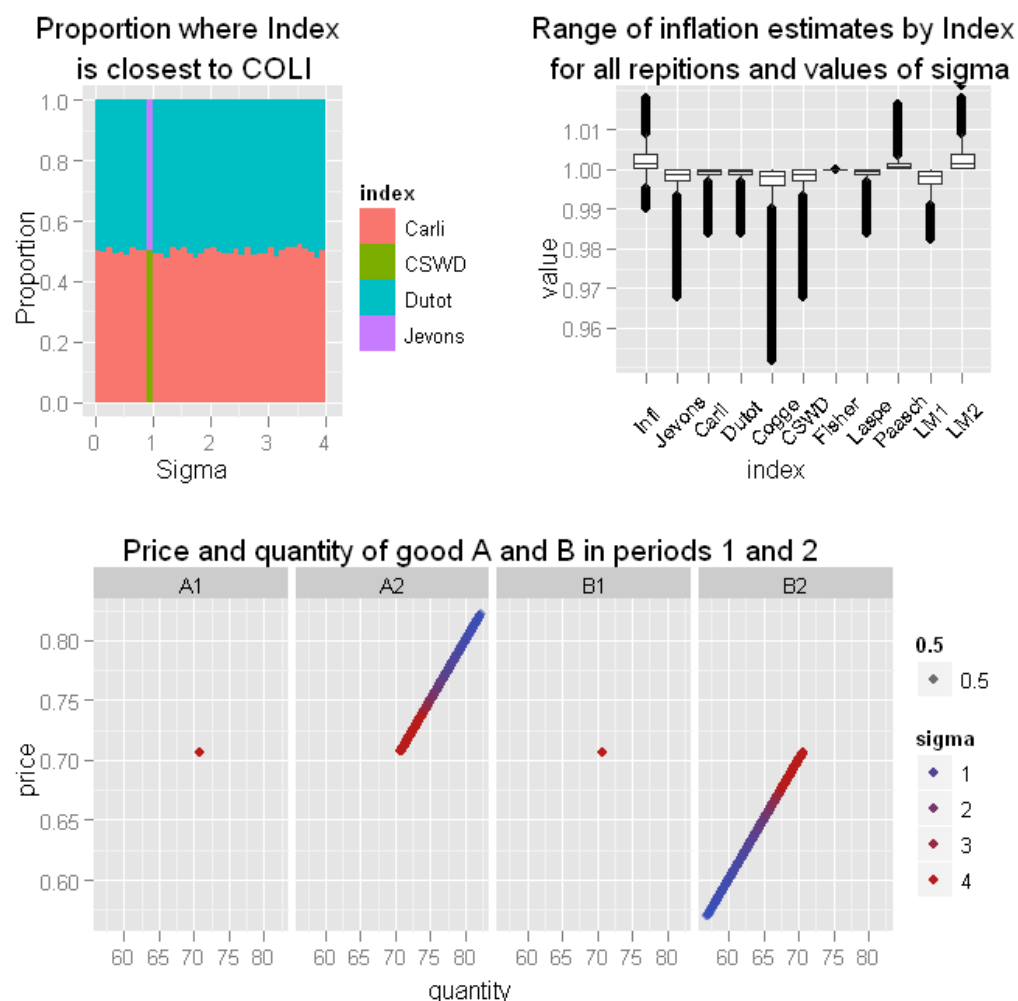 Proportion where Index
is closest to COLI
1.0
0.8
0.6
0.4
0.2
0.0
Proportion
0 1 2 3 4
Sigma
index
Carli
CSWD
Dutot
Jevons
Range of inflation estimates by Index
for all repitions and values of sigma
1.01
1.00
0.99
0.98
0.97
0.96
value
Infl Jevons Carli Dutot Cogge CSWD Fisher Laspe Paasch LM1 LM2
index
Price and quantity of good A and B in periods 1 and 2
A1 A2 B1 B2
0.80
0.75
0.70
0.65
0.60
price
60 65 70 75 80 60 65 70 75 80 60 65 70 75 80 60 65 70 75 80
quantity
0.5
0.5
sigma
1
2
3
4